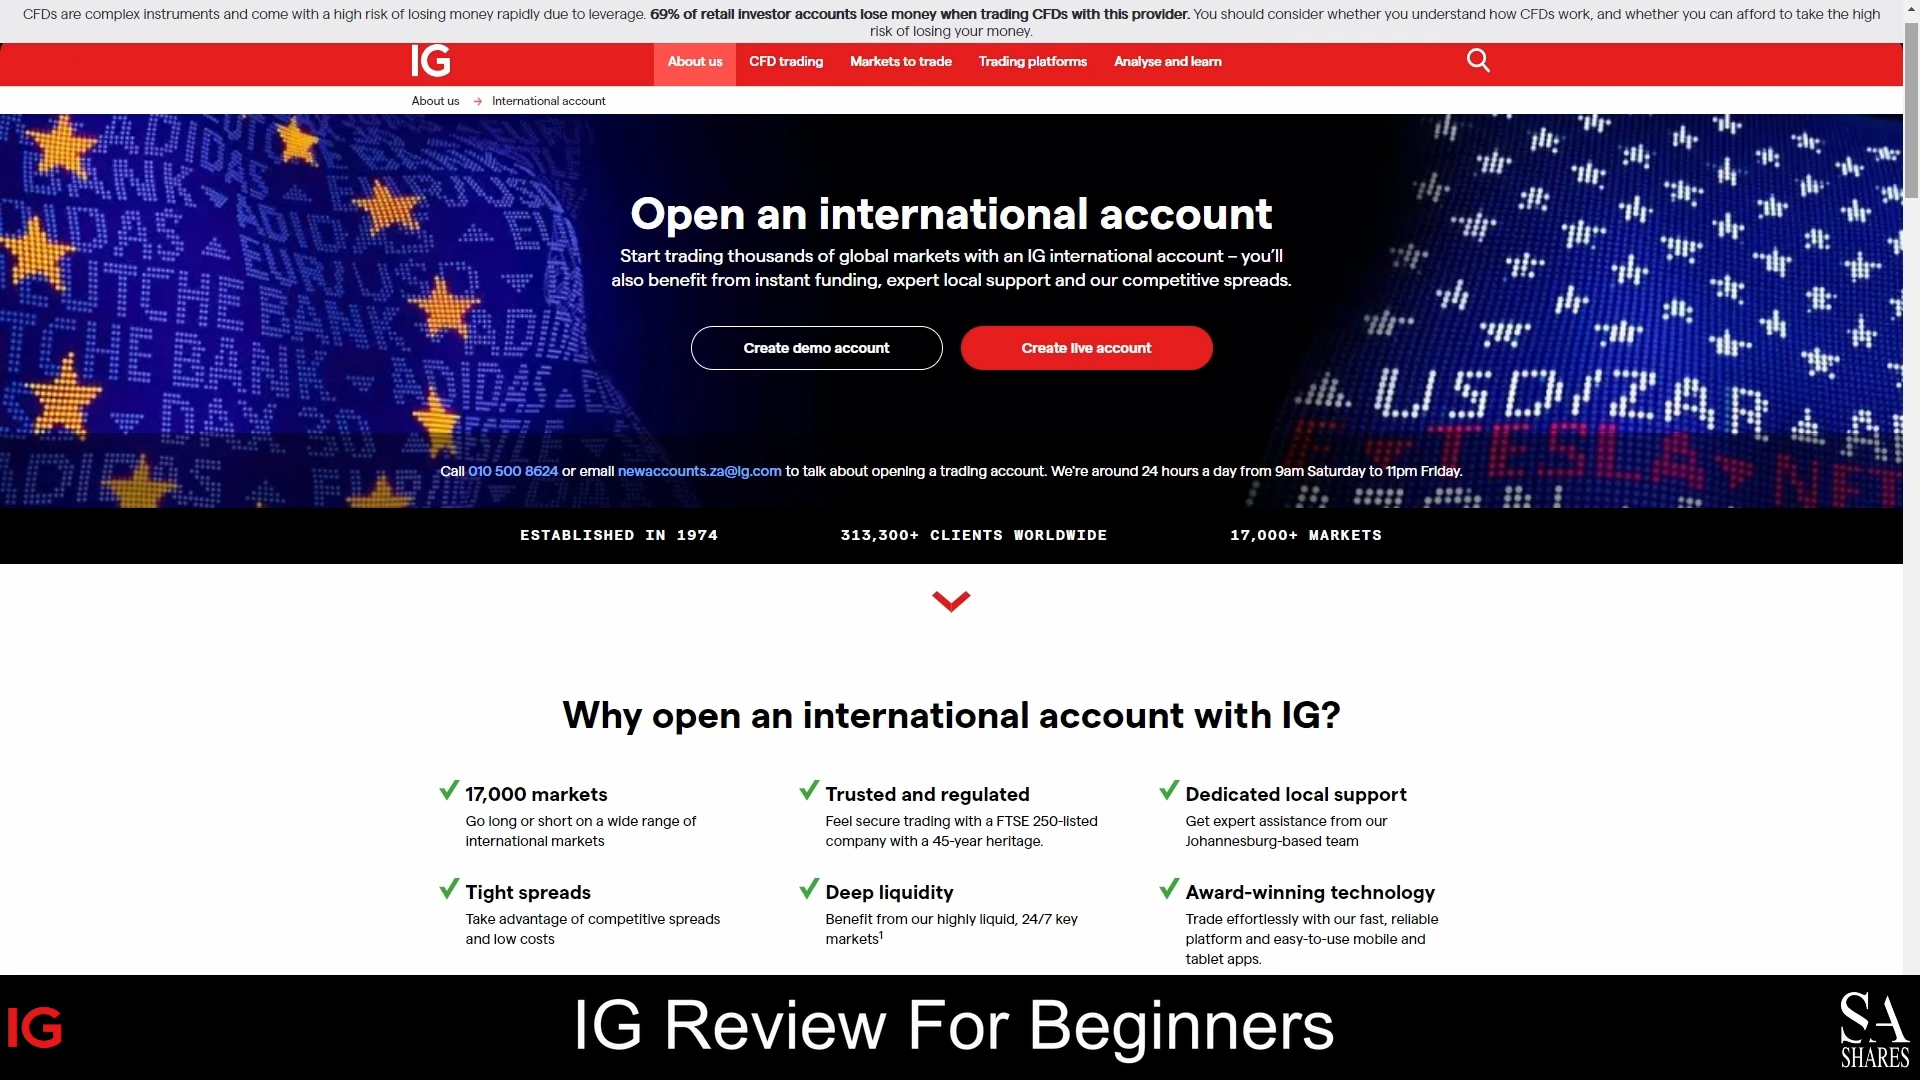 CFDs are complex instruments and come with a high risk of losing money rapidly due to leverage. 69% of retail investor accounts lose money when trading CFDs with this provider. You should consider whether you understand how CFDs work, and whether you can afford to take the high
risk of losing your money.
IG
About us
CFD trading
Markets to trade
Trading platforms
Analyse and learn
About us → International account
Open an international account
Start trading thousands of global markets with an IG international account – you'll
also benefit from instant funding, expert local support and our competitive spreads.
Create demo account
Create live account
USD/ZAR
TESLA
ADIDAS
BANK
EUR/USD
Call 010 500 8624 or email newaccounts.za@ig.com to talk about opening a trading account. We're around 24 hours a day from 9am Saturday to 11pm Friday.
ESTABLISHED IN 1974
313,300+ CLIENTS WORLDWIDE
17,000+ MARKETS
Why open an international account with IG?
17,000 markets
Go long or short on a wide range of
international markets
Trusted and regulated
Feel secure trading with a FTSE 250-listed
company with a 45-year heritage.
Dedicated local support
Get expert assistance from our
Johannesburg-based team
Tight spreads
Take advantage of competitive spreads
and low costs
Deep liquidity
Benefit from our highly liquid, 24/7 key
markets¹
Award-winning technology
Trade effortlessly with our fast, reliable
platform and easy-to-use mobile and
tablet apps.
IG
IG Review For Beginners
SA
SHARES